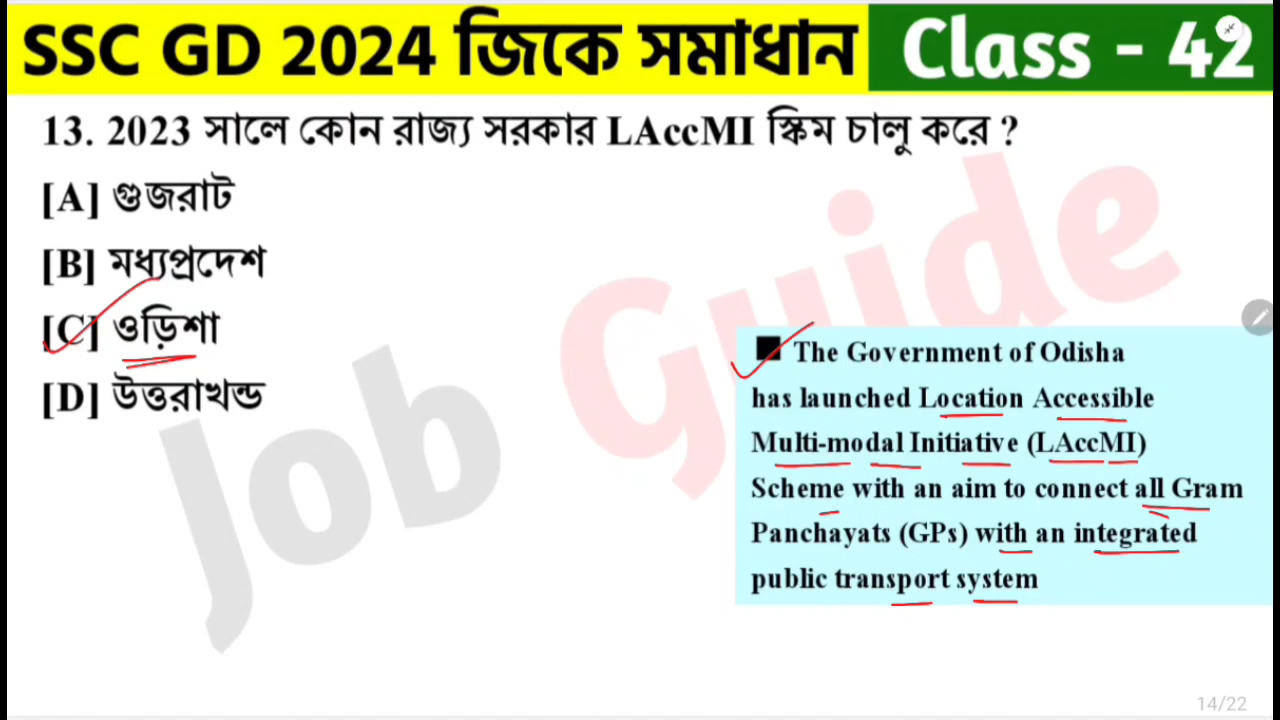 SSC GD 2024 জিকে সমাধান Class - 42
13. 2023 সালে কোন রাজ্য সরকার LAccMI স্কিম চালু করে ?
[A] গুজরাট
[B] মধ্যপ্রদেশ
[C] ওড়িশা
[D] উত্তরাখন্ড
Job Guide
■ The Government of Odisha
has launched Location Accessible
Multi-modal Initiative (LAccMI)
Scheme with an aim to connect all Gram
Panchayats (GPs) with an integrated
public transport system
14/22